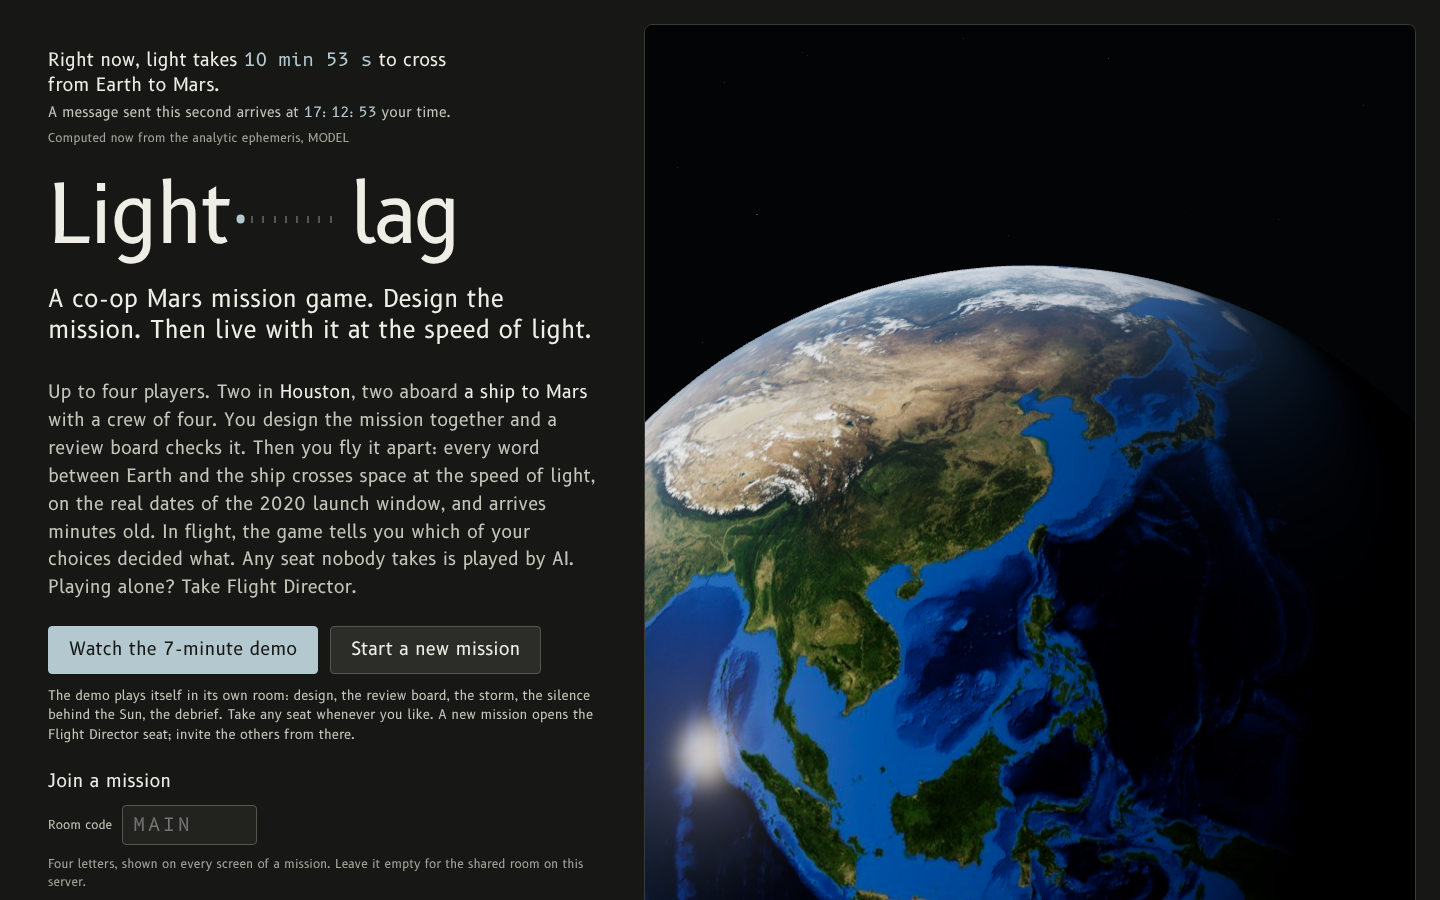 Right now, light takes 10 min 53 s to cross
from Earth to Mars.
A message sent this second arrives at 17:12:53 your time.
Computed now from the analytic ephemeris, MODEL
Light lag
A co-op Mars mission game. Design the
mission. Then live with it at the speed of light.
Up to four players. Two in Houston, two aboard a ship to Mars
with a crew of four. You design the mission together and a
review board checks it. Then you fly it apart: every word
between Earth and the ship crosses space at the speed of light,
on the real dates of the 2020 launch window, and arrives
minutes old. In flight, the game tells you which of your
choices decided what. Any seat nobody takes is played by AI.
Playing alone? Take Flight Director.
Watch the 7-minute demo
Start a new mission
The demo plays itself in its own room: design, the review board, the storm, the silence
behind the Sun, the debrief. Take any seat whenever you like. A new mission opens the
Flight Director seat; invite the others from there.
Join a mission
Room code
MAIN
Four letters, shown on every screen of a mission. Leave it empty for the shared room on this
server.